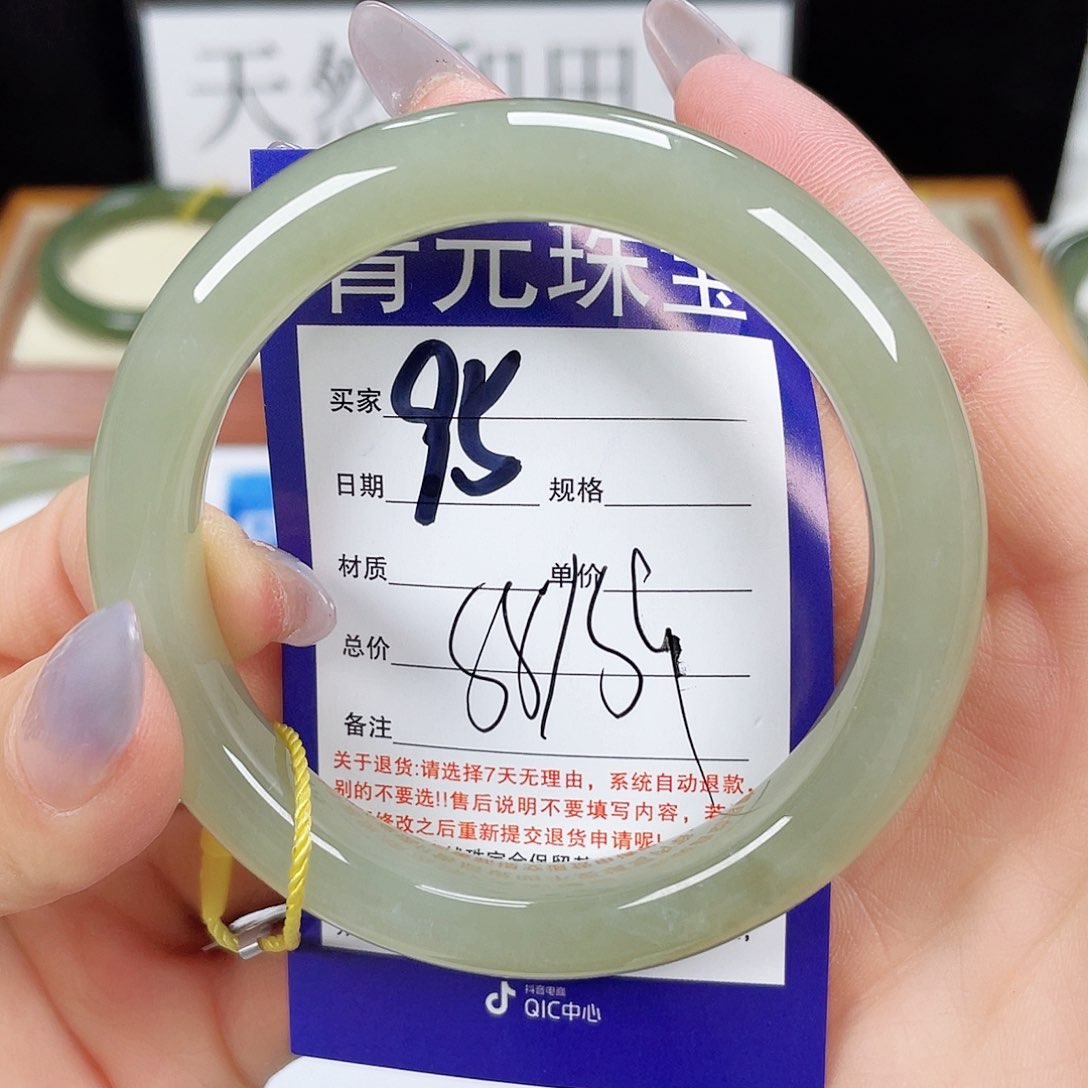 天然和田
元珠宝
买家 95
日期 规格
材质 单价
总价
备注
关于退货:请选择7天无理由，系统自动退款，
别的不要选!!售后说明不要填写内容，若
修改之后重新提交退货申请呢!
抖音电商
QIC中心